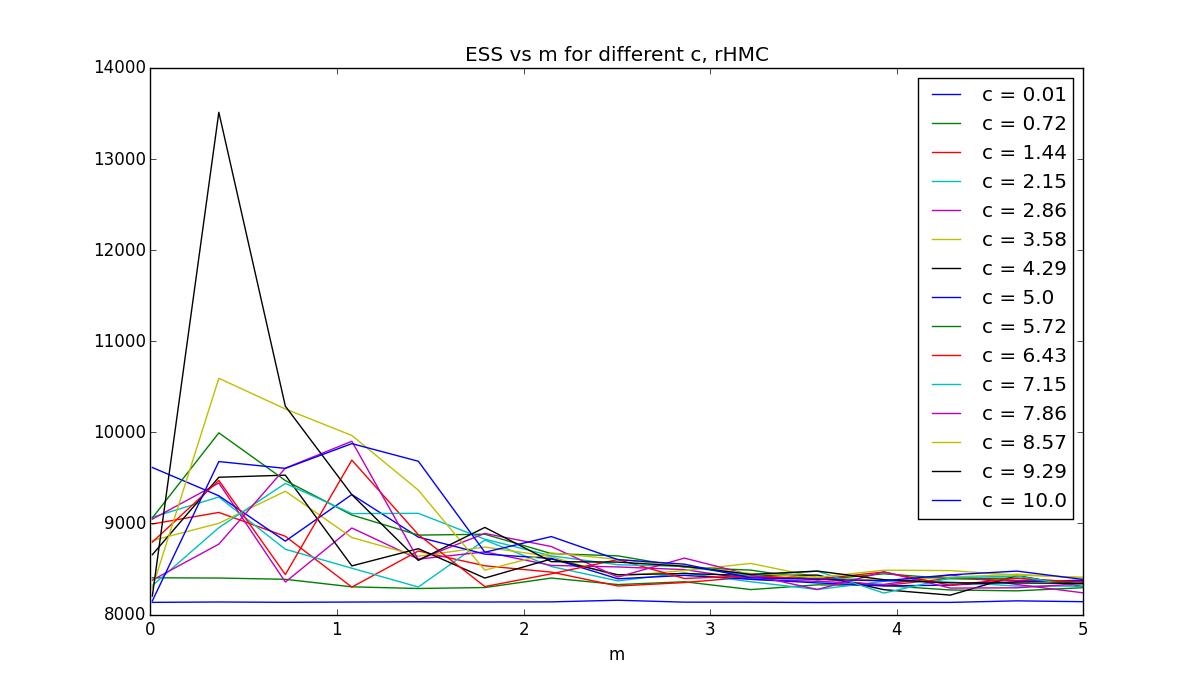 ESS vs m for different c, rHMC
14000
13000
12000
11000
10000
9000
8000
0
1
2
3
4
5
m
c = 0.01
c = 0.72
c = 1.44
c = 2.15
c = 2.86
c = 3.58
c = 4.29
c = 5.0
c = 5.72
c = 6.43
c = 7.15
c = 7.86
c = 8.57
c = 9.29
c = 10.0